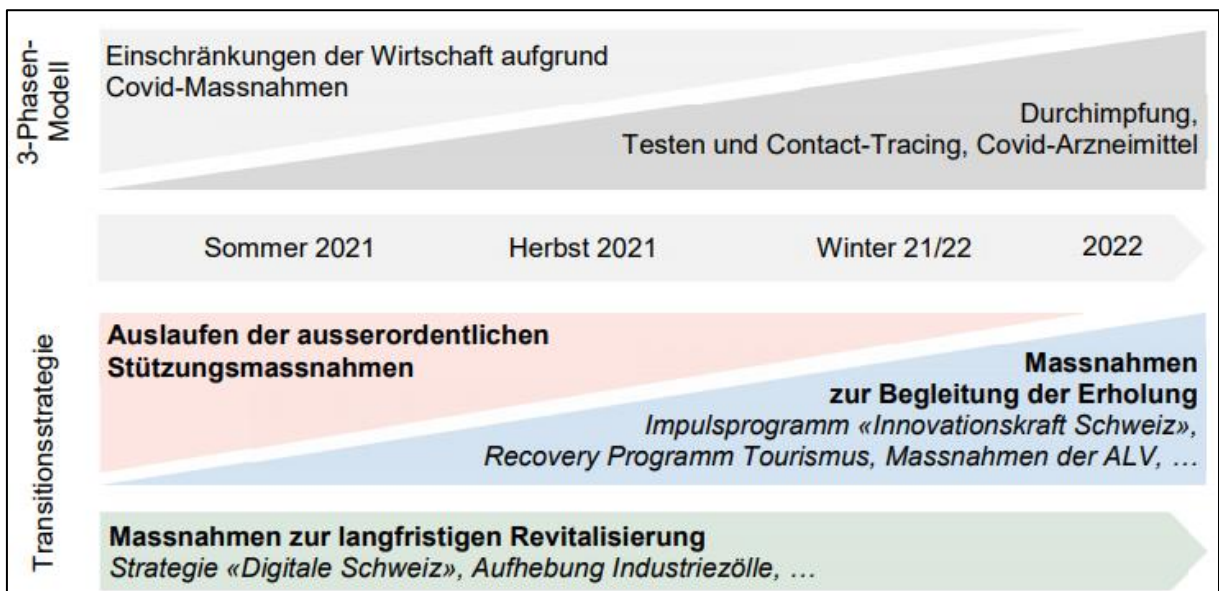 3-Phasen-
Modell
Einschränkungen der Wirtschaft aufgrund
Covid-Massnahmen
Durchimpfung,
Testen und Contact-Tracing, Covid-Arzneimittel
Sommer 2021
Herbst 2021
Winter 21/22
2022
Transitionsstrategie
Auslaufen der ausserordentlichen
Stützungsmassnahmen
Massnahmen
zur Begleitung der Erholung
Impulsprogramm «Innovationskraft Schweiz»,
Recovery Programm Tourismus, Massnahmen der ALV, …
Massnahmen zur langfristigen Revitalisierung
Strategie «Digitale Schweiz», Aufhebung Industriezölle, …